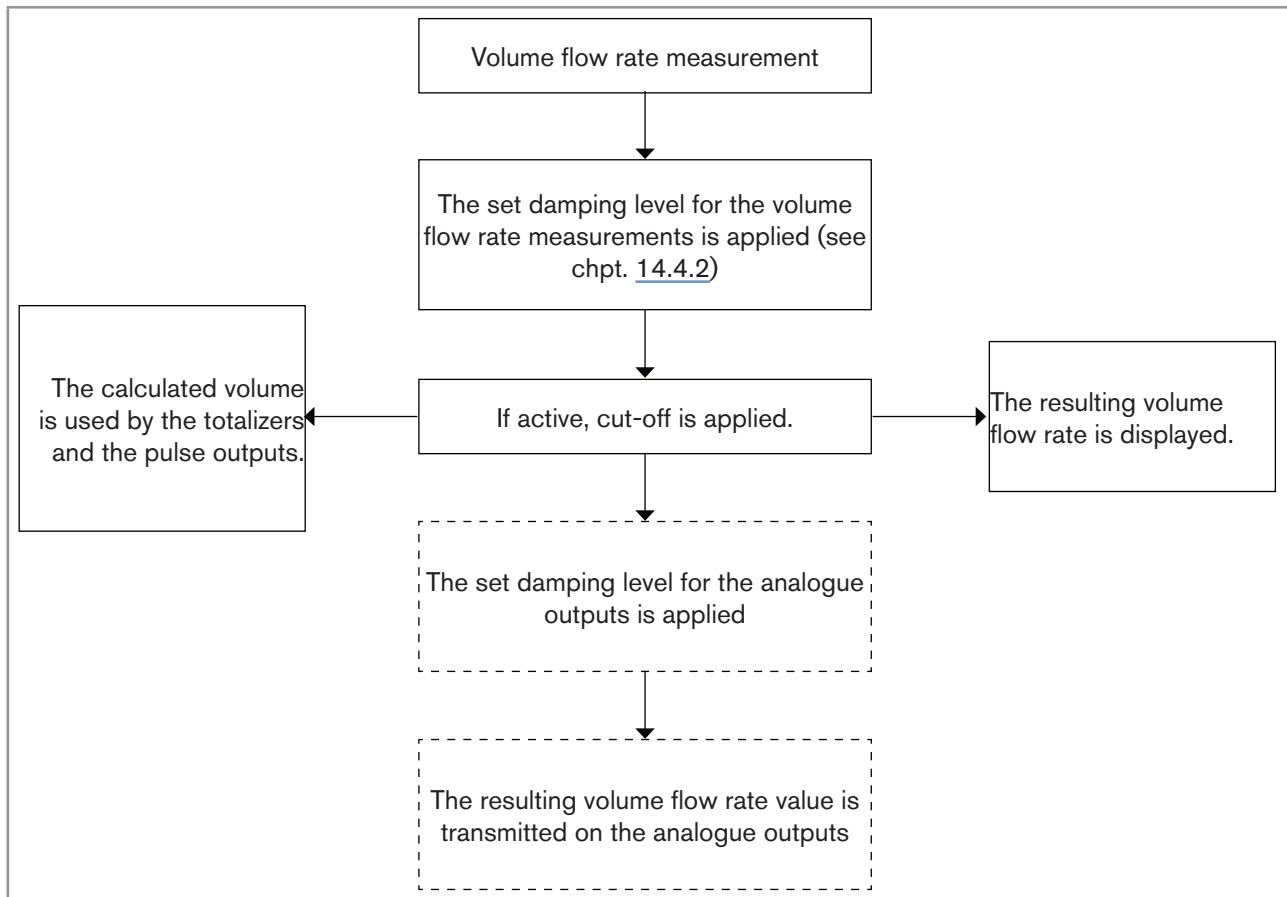 Volume flow rate measurement
The set damping level for the volume
flow rate measurements is applied (see
chpt. 14.4.2)
The calculated volume
is used by the totalizers
and the pulse outputs.
If active, cut-off is applied.
The resulting volume
flow rate is displayed.
The set damping level for the analogue
outputs is applied
The resulting volume flow rate value is
transmitted on the analogue outputs